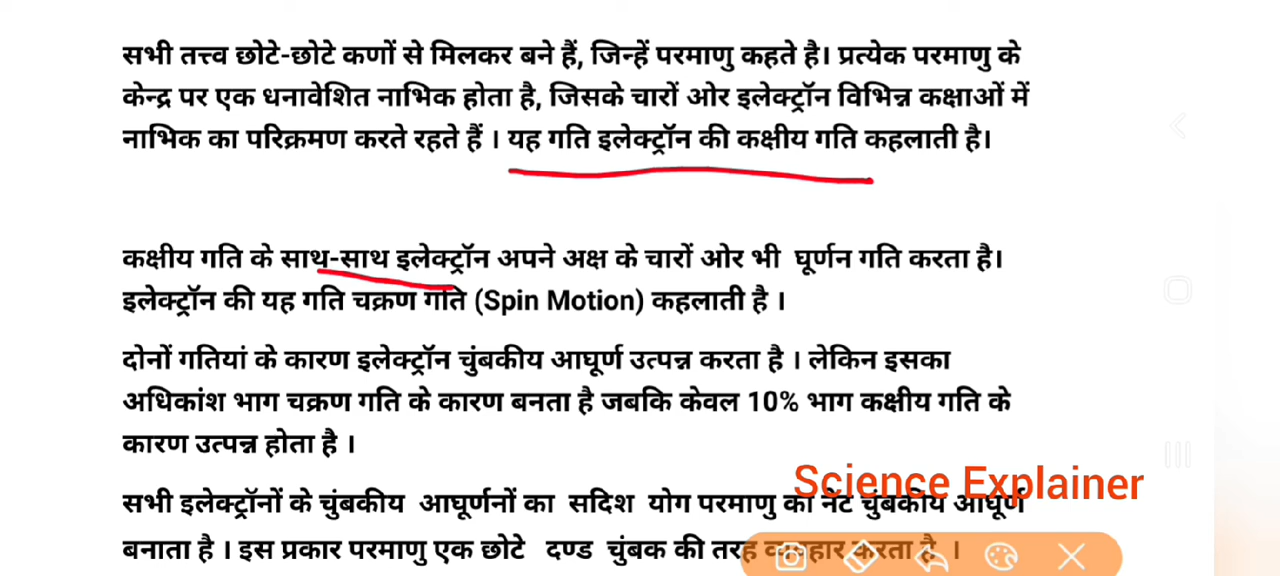 सभी तत्त्व छोटे-छोटे कणों से मिलकर बने हैं, जिन्हें परमाणु कहते है। प्रत्येक परमाणु के
केन्द्र पर एक धनावेशित नाभिक होता है, जिसके चारों ओर इलेक्ट्रॉन विभिन्न कक्षाओं में
नाभिक का परिक्रमण करते रहते हैं । यह गति इलेक्ट्रॉन की कक्षीय गति कहलाती है।
कक्षीय गति के साथ-साथ इलेक्ट्रॉन अपने अक्ष के चारों ओर भी घूर्णन गति करता है।
इलेक्ट्रॉन की यह गति चक्रण गति (Spin Motion) कहलाती है ।
दोनों गतियां के कारण इलेक्ट्रॉन चुंबकीय आघूर्ण उत्पन्न करता है । लेकिन इसका
अधिकांश भाग चक्रण गति के कारण बनता है जबकि केवल 10% भाग कक्षीय गति के
कारण उत्पन्न होता है ।
Science Explainer
सभी इलेक्ट्रॉनों के चुंबकीय आघूर्णनों का सदिश योग परमाणु का नेट चुंबकीय आघूर्ण
बनाता है । इस प्रकार परमाणु एक छोटे दण्ड चुंबक की तरह व्यवहार करता है ।